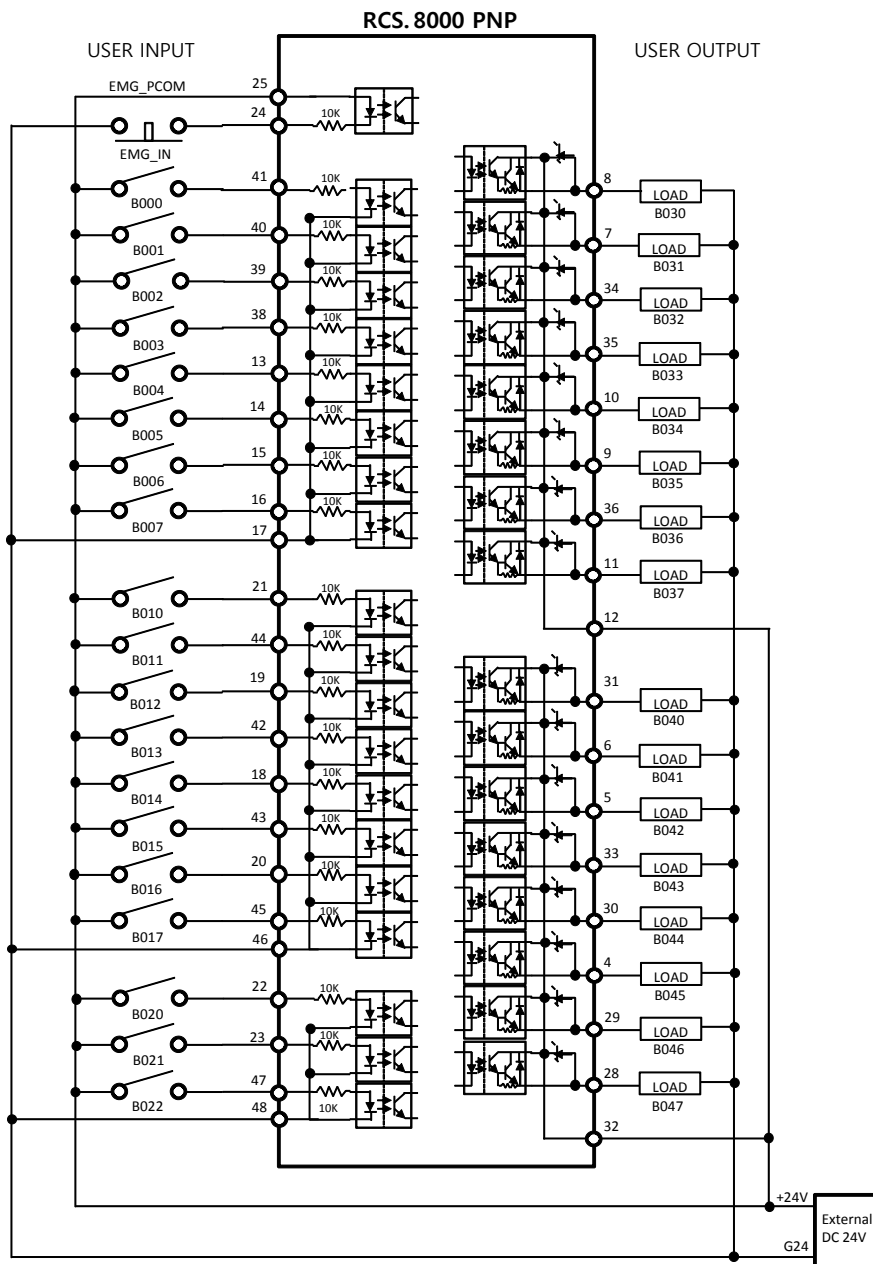 RCS. 8000 PNP
USER INPUT
USER OUTPUT
EMG_PCOM
25
24
10K
EMG_IN
41
10K
B000
40
10K
B001
39
10K
B002
38
10K
B003
13
10K
B004
14
10K
B005
15
10K
B006
16
10K
B007
17
21
10K
B010
44
10K
B011
19
10K
B012
42
10K
B013
18
10K
B014
43
10K
B015
20
10K
B016
45
10K
B017
46
22
10K
B020
23
10K
B021
47
10K
B022
48
8
LOAD
B030
7
LOAD
B031
34
LOAD
B032
35
LOAD
B033
10
LOAD
B034
9
LOAD
B035
36
LOAD
B036
11
LOAD
B037
12
31
LOAD
B040
6
LOAD
B041
5
LOAD
B042
33
LOAD
B043
30
LOAD
B044
4
LOAD
B045
29
LOAD
B046
28
LOAD
B047
32
+24V
External
DC 24V
G24